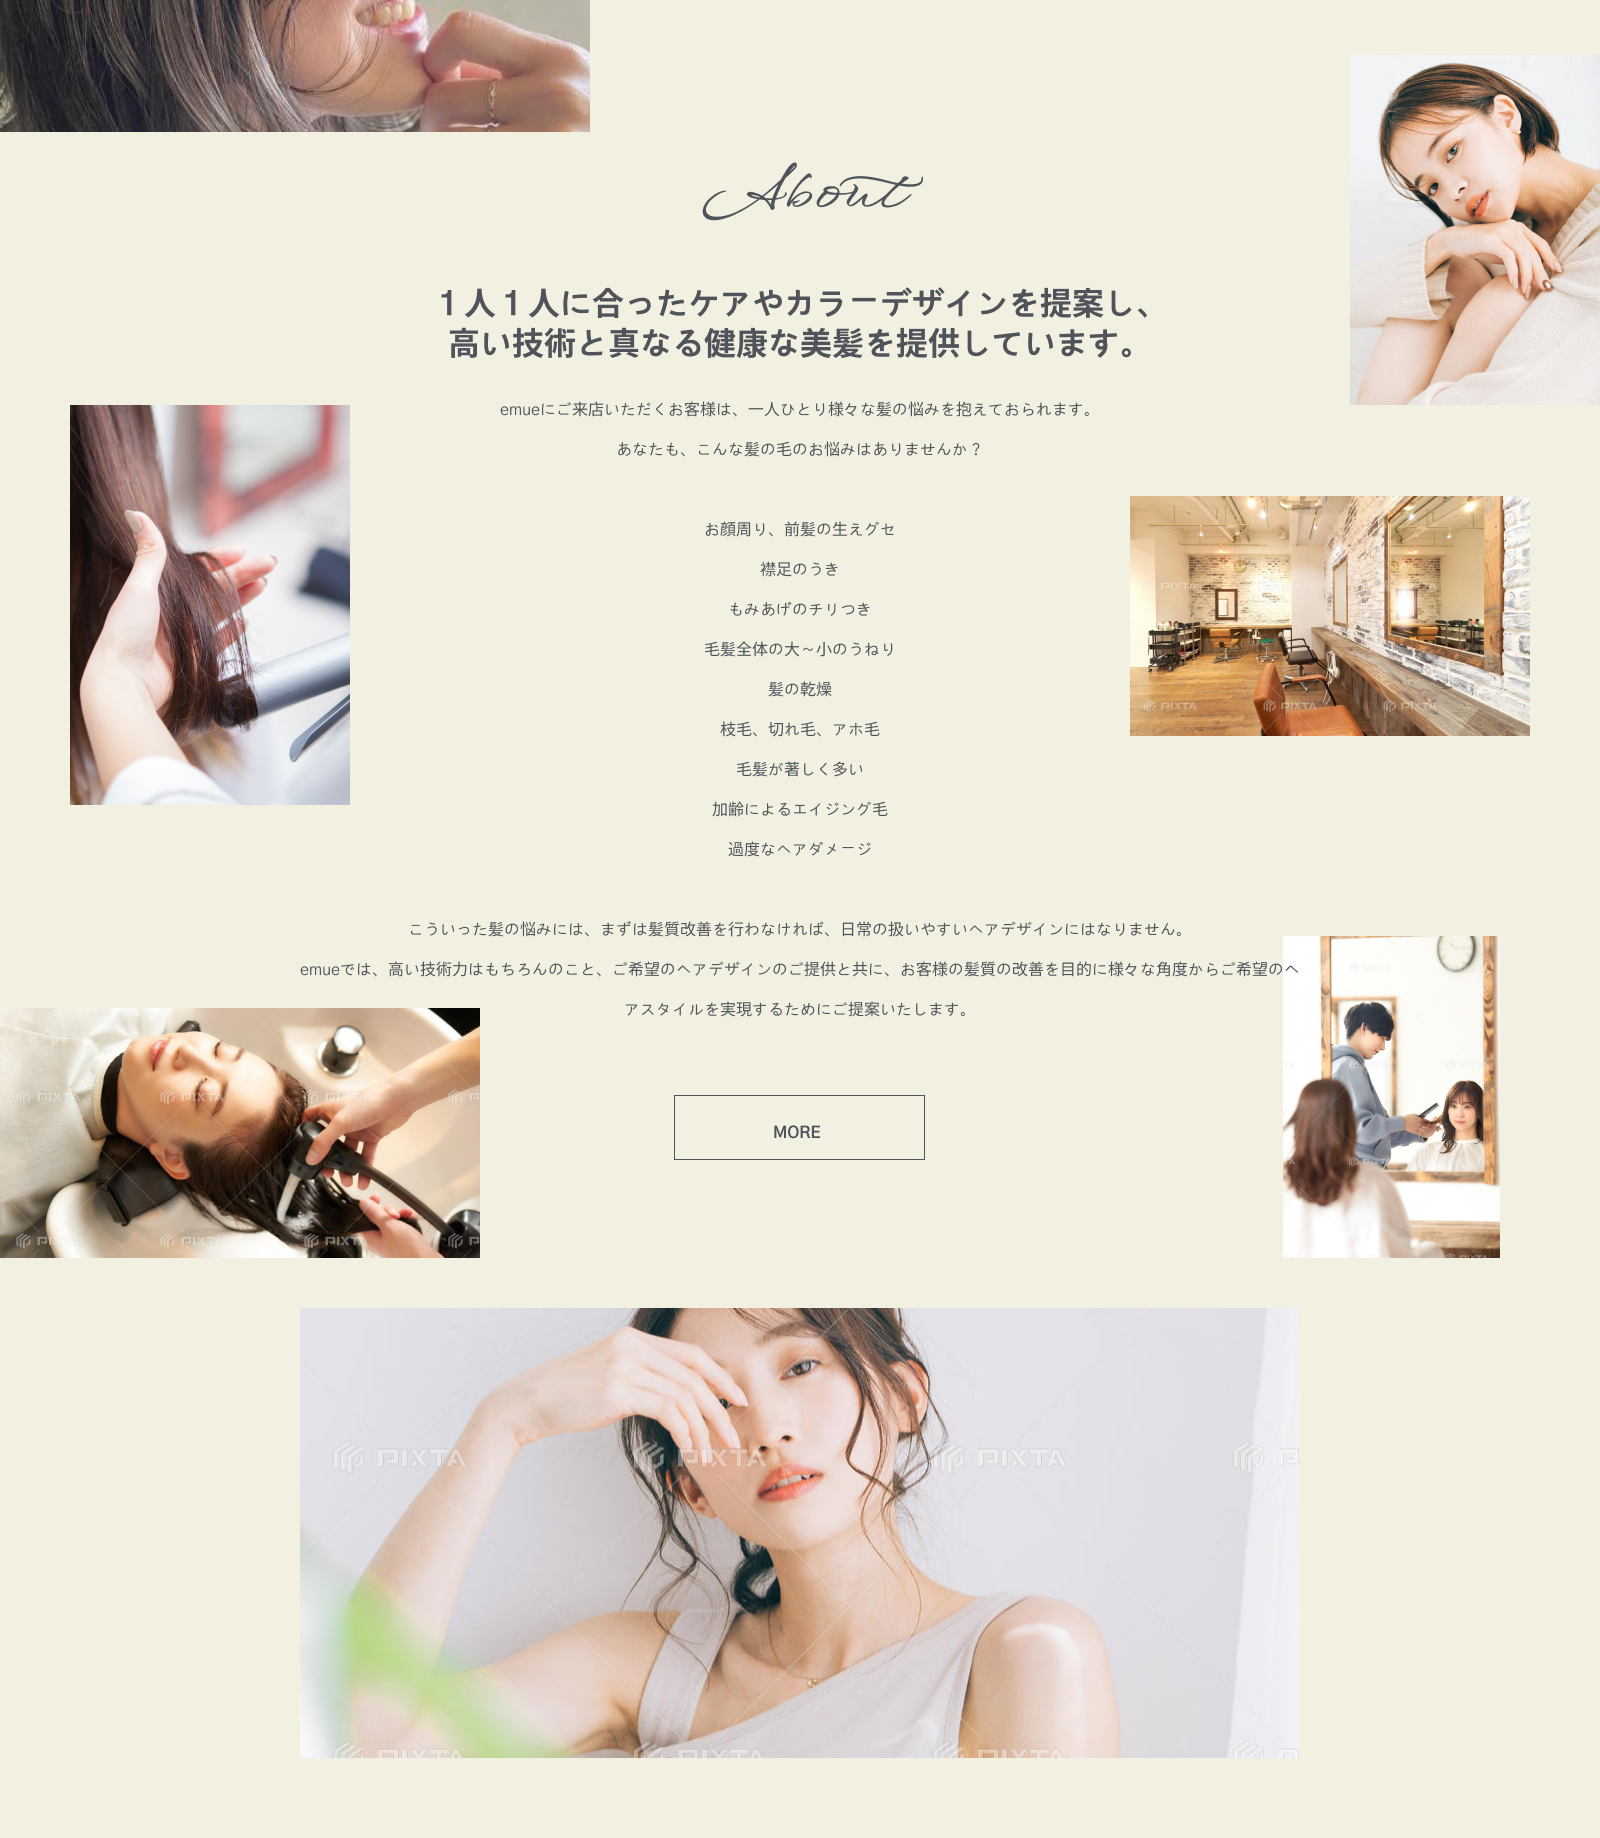 About
１人１人に合ったケアやカラーデザインを提案し、
高い技術と真なる健康な美髪を提供しています。
emueにご来店いただくお客様は、一人ひとり様々な髪の悩みを抱えておられます。
あなたも、こんな髪の毛のお悩みはありませんか？
お顔周り、前髪の生えグセ
襟足のうき
もみあげのチリつき
毛髪全体の大～小のうねり
髪の乾燥
枝毛、切れ毛、アホ毛
毛髪が著しく多い
加齢によるエイジング毛
過度なヘアダメージ
こういった髪の悩みには、まずは髪質改善を行わなければ、日常の扱いやすいヘアデザインにはなりません。
emueでは、高い技術力はもちろんのこと、ご希望のヘアデザインのご提供と共に、お客様の髪質の改善を目的に様々な角度からご希望のヘ
アスタイルを実現するためにご提案いたします。
MORE
PIXTA PIXTA PIXTA